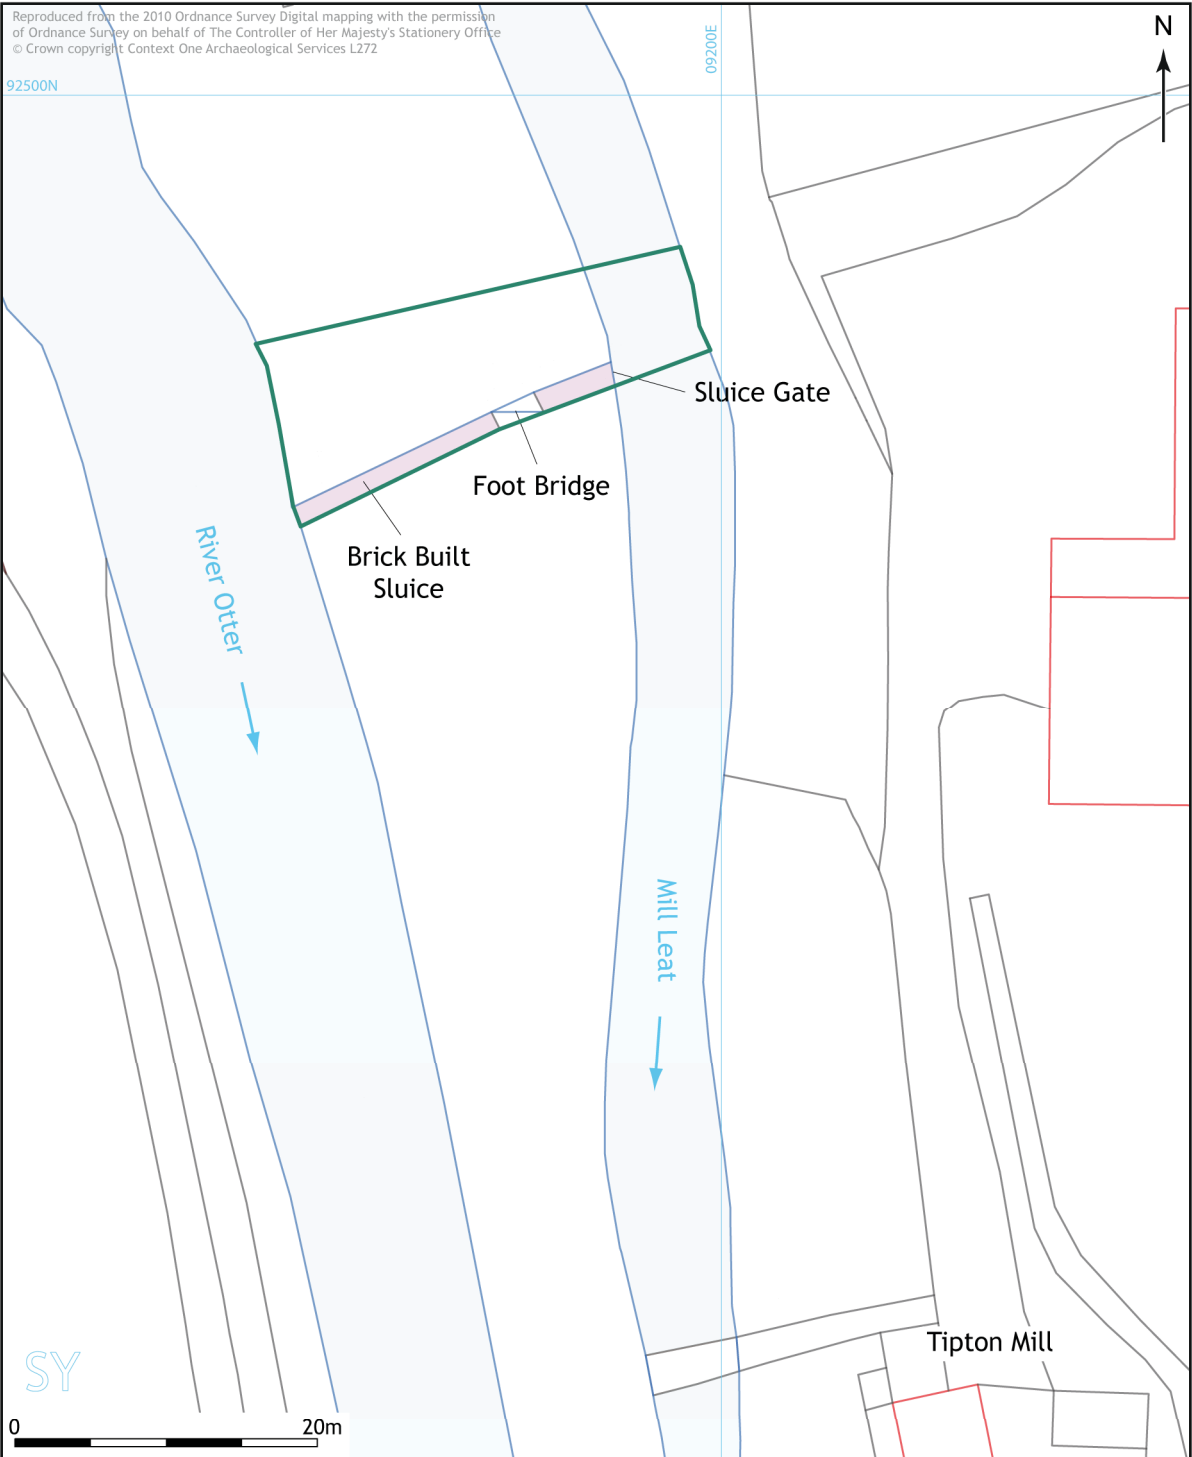 Reproduced from the 2010 Ordnance Survey Digital mapping with the permission
of Ordnance Survey on behalf of The Controller of Her Majesty's Stationery Office
© Crown copyright Context One Archaeological Services L272
N
09200E
92500N
Sluice Gate
Foot Bridge
Brick Built
Sluice
River Otter
Mill Leat
Tipton Mill
SY
0 20m